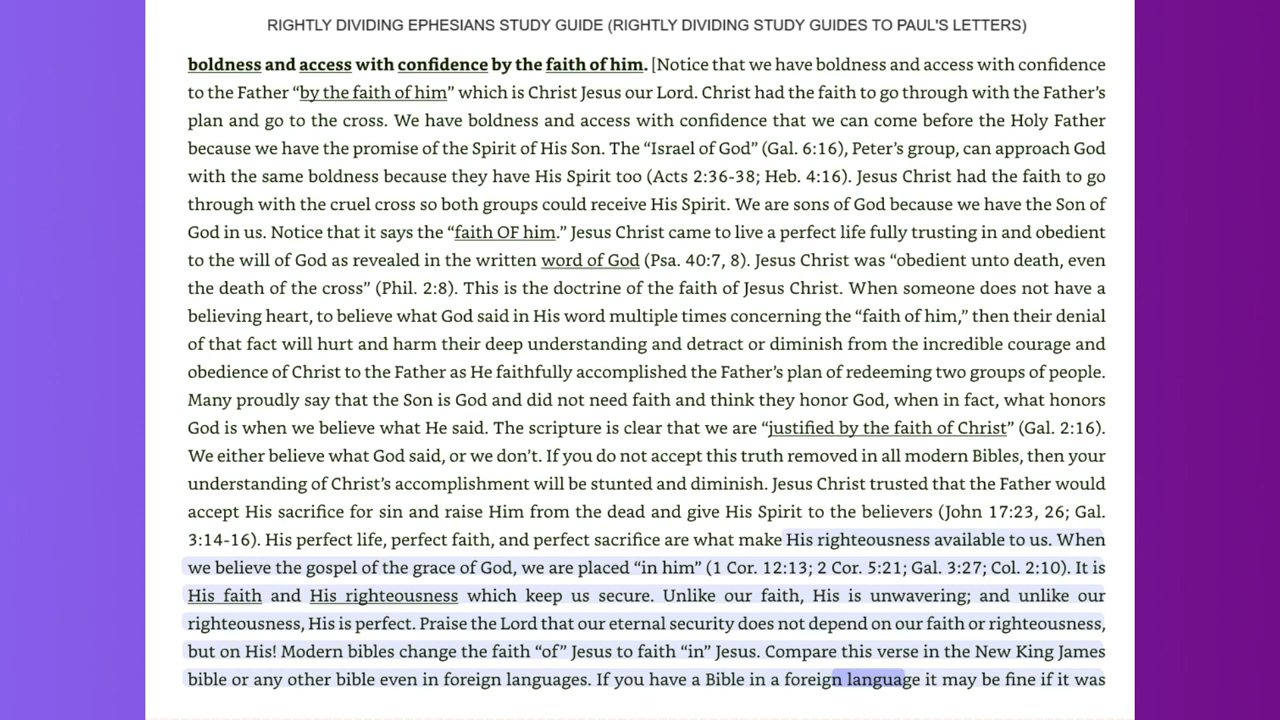 RIGHTLY DIVIDING EPHESIANS STUDY GUIDE (RIGHTLY DIVIDING STUDY GUIDES TO PAUL'S LETTERS)
boldness and access with confidence by the faith of him. [Notice that we have boldness and access with confidence
to the Father “by the faith of him” which is Christ Jesus our Lord. Christ had the faith to go through with the Father’s
plan and go to the cross. We have boldness and access with confidence that we can come before the Holy Father
because we have the promise of the Spirit of His Son. The “Israel of God” (Gal. 6:16), Peter’s group, can approach God
with the same boldness because they have His Spirit too (Acts 2:36-38; Heb. 4:16). Jesus Christ had the faith to go
through with the cruel cross so both groups could receive His Spirit. We are sons of God because we have the Son of
God in us. Notice that it says the “faith OF him.” Jesus Christ came to live a perfect life fully trusting in and obedient
to the will of God as revealed in the written word of God (Psa. 40:7, 8). Jesus Christ was “obedient unto death, even
the death of the cross” (Phil. 2:8). This is the doctrine of the faith of Jesus Christ. When someone does not have a
believing heart, to believe what God said in His word multiple times concerning the “faith of him,” then their denial
of that fact will hurt and harm their deep understanding and detract or diminish from the incredible courage and
obedience of Christ to the Father as He faithfully accomplished the Father’s plan of redeeming two groups of people.
Many proudly say that the Son is God and did not need faith and think they honor God, when in fact, what honors
God is when we believe what He said. The scripture is clear that we are “justified by the faith of Christ” (Gal. 2:16).
We either believe what God said, or we don’t. If you do not accept this truth removed in all modern Bibles, then your
understanding of Christ’s accomplishment will be stunted and diminish. Jesus Christ trusted that the Father would
accept His sacrifice for sin and raise Him from the dead and give His Spirit to the believers (John 17:23, 26; Gal.
3:14-16). His perfect life, perfect faith, and perfect sacrifice are what make His righteousness available to us. When
we believe the gospel of the grace of God, we are placed “in him” (1 Cor. 12:13; 2 Cor. 5:21; Gal. 3:27; Col. 2:10). It is
His faith and His righteousness which keep us secure. Unlike our faith, His is unwavering; and unlike our
righteousness, His is perfect. Praise the Lord that our eternal security does not depend on our faith or righteousness,
but on His! Modern bibles change the faith “of” Jesus to faith “in” Jesus. Compare this verse in the New King James
bible or any other bible even in foreign languages. If you have a Bible in a foreign language it may be fine if it was